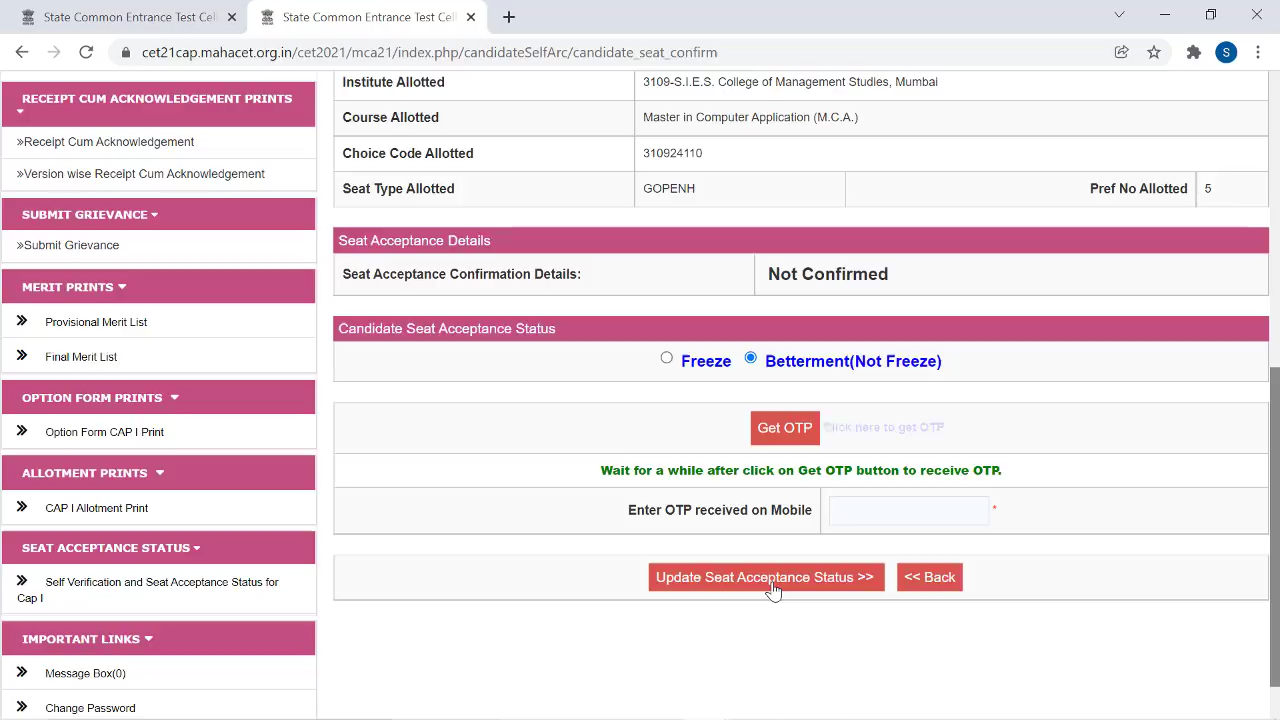 State Common Entrance Test Cell
State Common Entrance Test Cell
cet21cap.mahacet.org.in/cet2021/mca21/index.php/candidateSelfArc/candidate_seat_confirm
S
RECEIPT CUM ACKNOWLEDGEMENT PRINTS
»Receipt Cum Acknowledgement
»Version wise Receipt Cum Acknowledgement
SUBMIT GRIEVANCE
»Submit Grievance
MERIT PRINTS
Provisional Merit List
Final Merit List
OPTION FORM PRINTS
Option Form CAP I Print
ALLOTMENT PRINTS
CAP I Allotment Print
SEAT ACCEPTANCE STATUS
Self Verification and Seat Acceptance Status for
Cap I
IMPORTANT LINKS
Message Box(0)
Change Password
Institute Allotted 3109-S.I.E.S. College of Management Studies, Mumbai
Course Allotted Master in Computer Application (M.C.A.)
Choice Code Allotted 310924110
Seat Type Allotted GOPENH Pref No Allotted 5
Seat Acceptance Details
Seat Acceptance Confirmation Details: Not Confirmed
Candidate Seat Acceptance Status
Freeze Betterment(Not Freeze)
Get OTP Click here to get OTP
Wait for a while after click on Get OTP button to receive OTP.
Enter OTP received on Mobile *
Update Seat Acceptance Status >> << Back